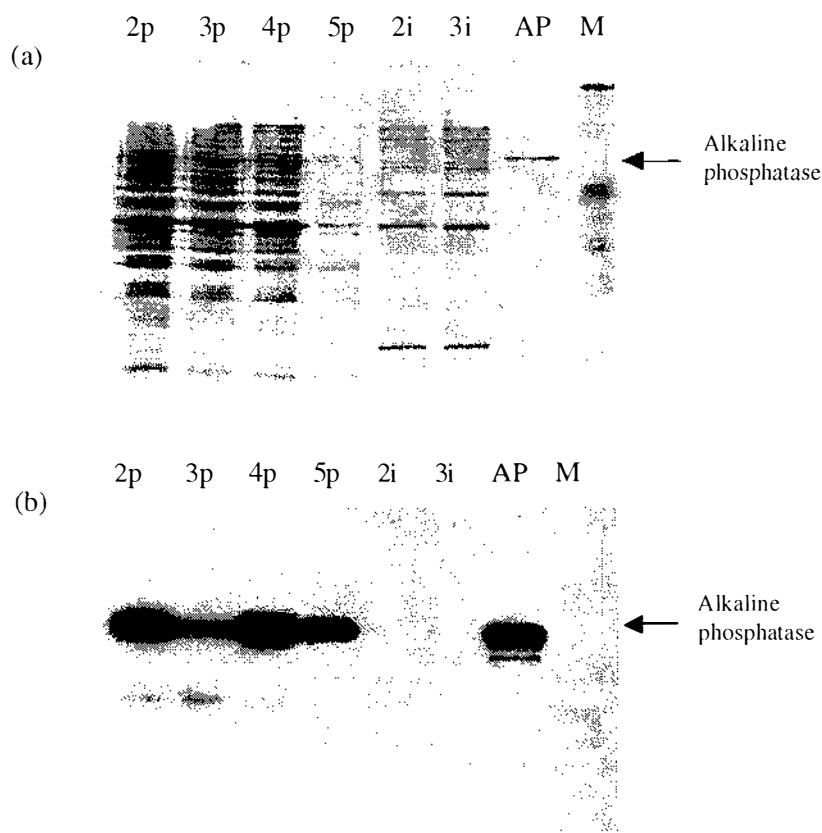 2p 3p 4p 5p 2i 3i AP M
(a)
Alkaline
phosphatase
2p 3p 4p 5p 2i 3i AP M
(b)
Alkaline
phosphatase